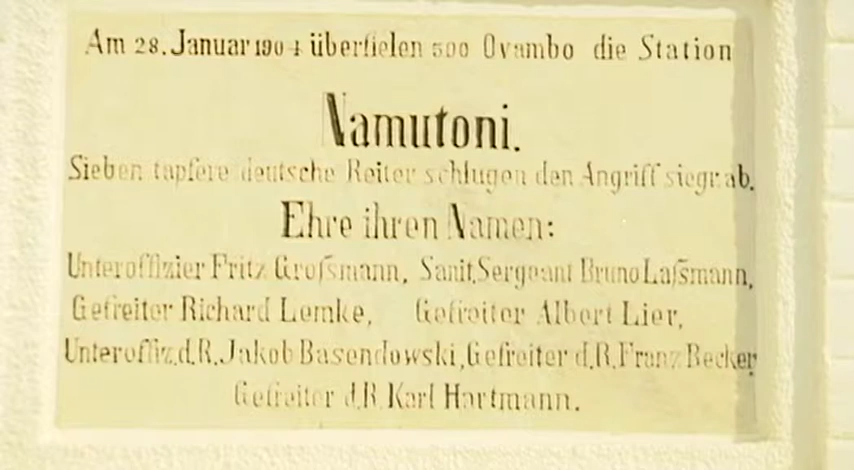 Am 28. Januar 1904 überfielen 500 Ovambo die Station
Namutoni.
Sieben tapfere deutsche Reiter schlugen den Angriff siegr. ab.
Ehre ihren Namen:
Unteroffizier Fritz Groſsmann, Sanit. Sergeant Bruno Laſsmann,
Gefreiter Richard Lemke, Gefreiter Albert Lier,
Unteroffiz. d. R. Jakob Basendowski, Gefreiter d. R. Franz Becker
Gefreiter d. R. Karl Hartmann.